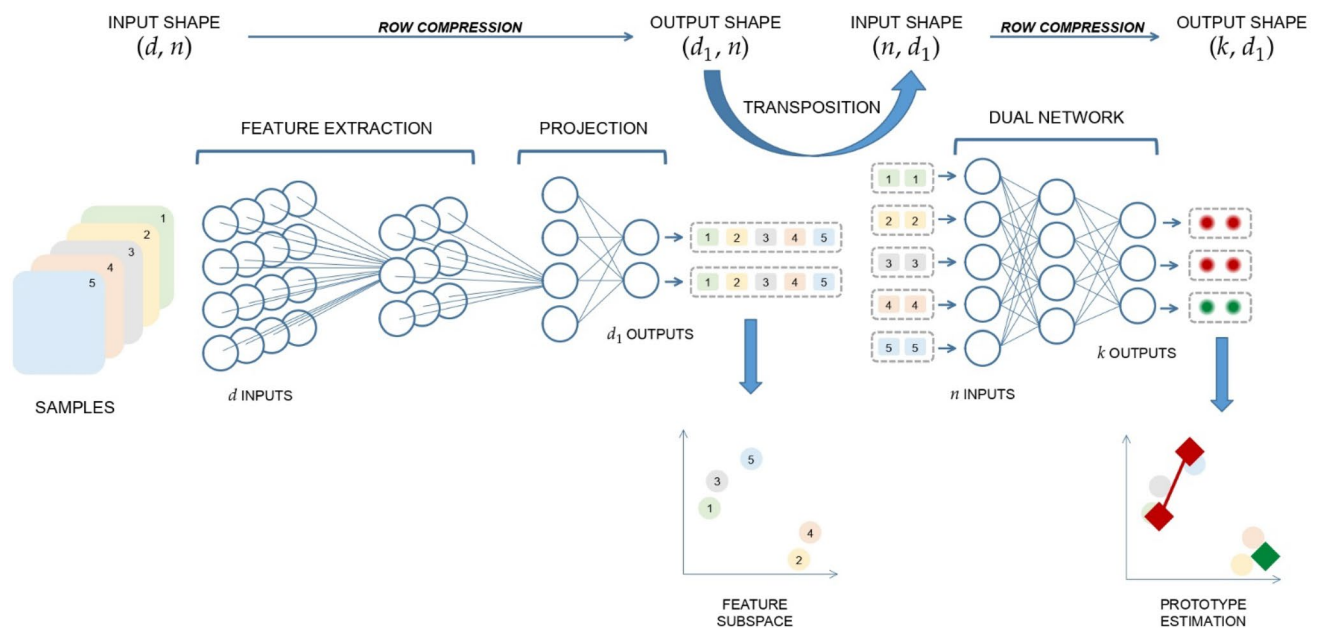 INPUT SHAPE
(d, n)
ROW COMPRESSION
OUTPUT SHAPE
(d₁, n)
INPUT SHAPE
(n, d₁)
ROW COMPRESSION
OUTPUT SHAPE
(k, d₁)
TRANSPOSITION
FEATURE EXTRACTION
PROJECTION
DUAL NETWORK
1
2
3
4
5
SAMPLES
d INPUTS
1 2 3 4 5
1 2 3 4 5
d₁ OUTPUTS
1 1
2 2
3 3
4 4
5 5
n INPUTS
k OUTPUTS
5
3
1
4
2
FEATURE
SUBSPACE
PROTOTYPE
ESTIMATION